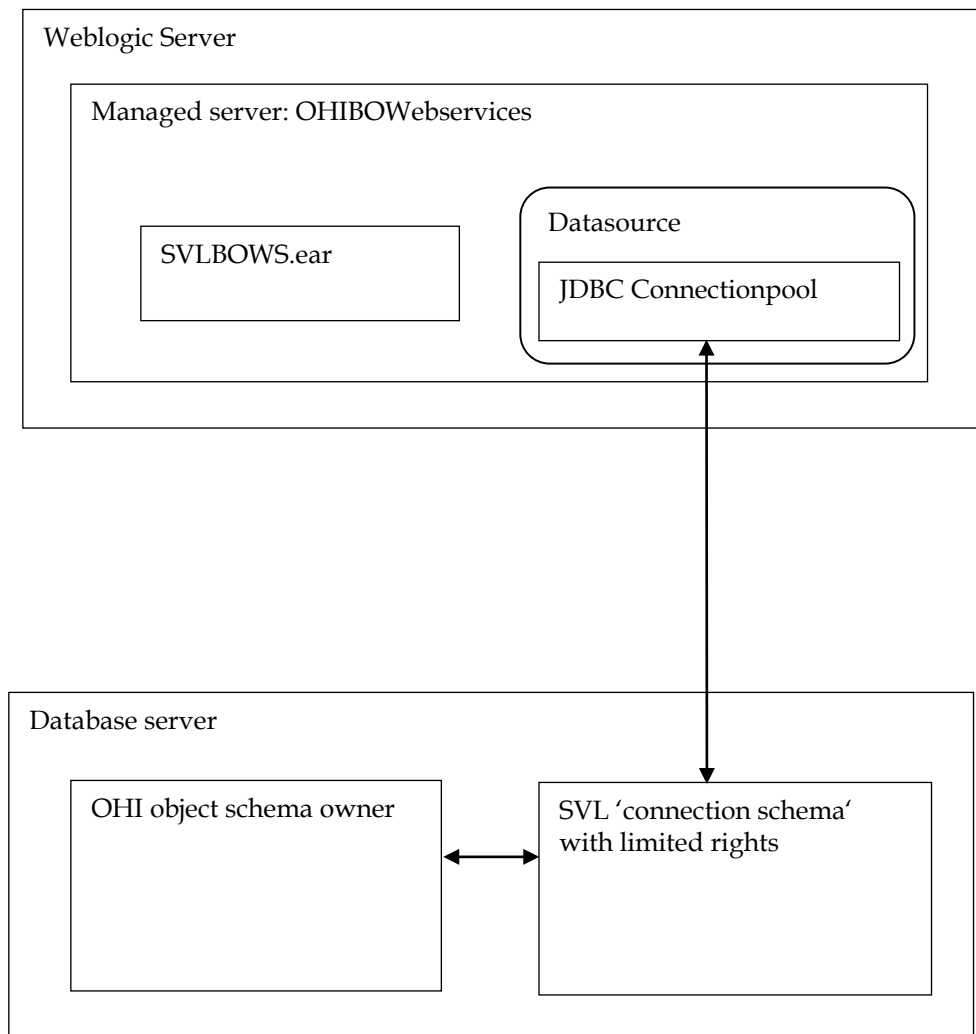 Weblogic Server
Managed server: OHIBOWebservices
SVLBOWS.ear
Datasource
JDBC Connectionpool
Database server
OHI object schema owner
SVL ‘connection schema‘
with limited rights